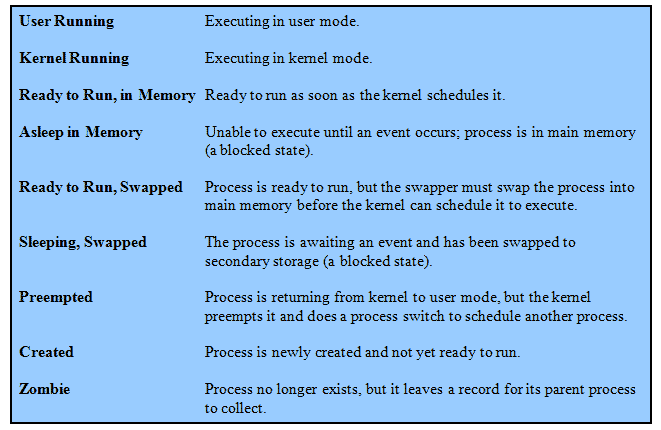 User Running Executing in user mode.
Kernel Running Executing in kernel mode.
Ready to Run, in Memory Ready to run as soon as the kernel schedules it.
Asleep in Memory Unable to execute until an event occurs; process is in main memory
(a blocked state).
Ready to Run, Swapped Process is ready to run, but the swapper must swap the process into
main memory before the kernel can schedule it to execute.
Sleeping, Swapped The process is awaiting an event and has been swapped to
secondary storage (a blocked state).
Preempted Process is returning from kernel to user mode, but the kernel
preempts it and does a process switch to schedule another process.
Created Process is newly created and not yet ready to run.
Zombie Process no longer exists, but it leaves a record for its parent process
to collect.